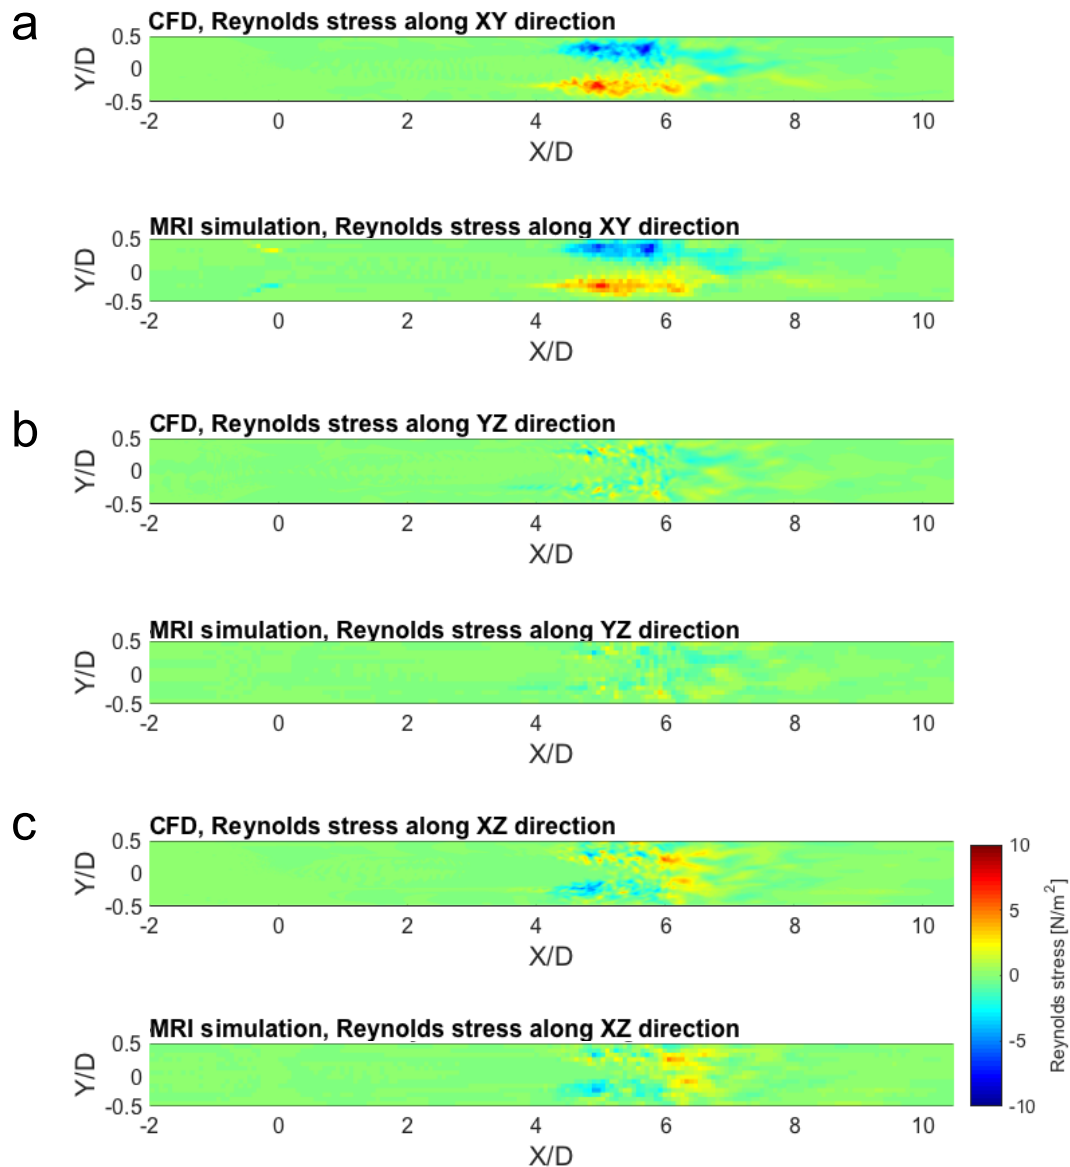 a
CFD, Reynolds stress along XY direction
0.5
0
-0.5
Y/D
-2 0 2 4 6 8 10
X/D
MRI simulation, Reynolds stress along XY direction
0.5
0
-0.5
Y/D
-2 0 2 4 6 8 10
X/D
b
CFD, Reynolds stress along YZ direction
0.5
0
-0.5
Y/D
-2 0 2 4 6 8 10
X/D
MRI simulation, Reynolds stress along YZ direction
0.5
0
-0.5
Y/D
-2 0 2 4 6 8 10
X/D
c
CFD, Reynolds stress along XZ direction
0.5
0
-0.5
Y/D
-2 0 2 4 6 8 10
X/D
MRI simulation, Reynolds stress along XZ direction
0.5
0
-0.5
Y/D
-2 0 2 4 6 8 10
X/D
10
5
0
-5
-10
Reynolds stress [N/m²]